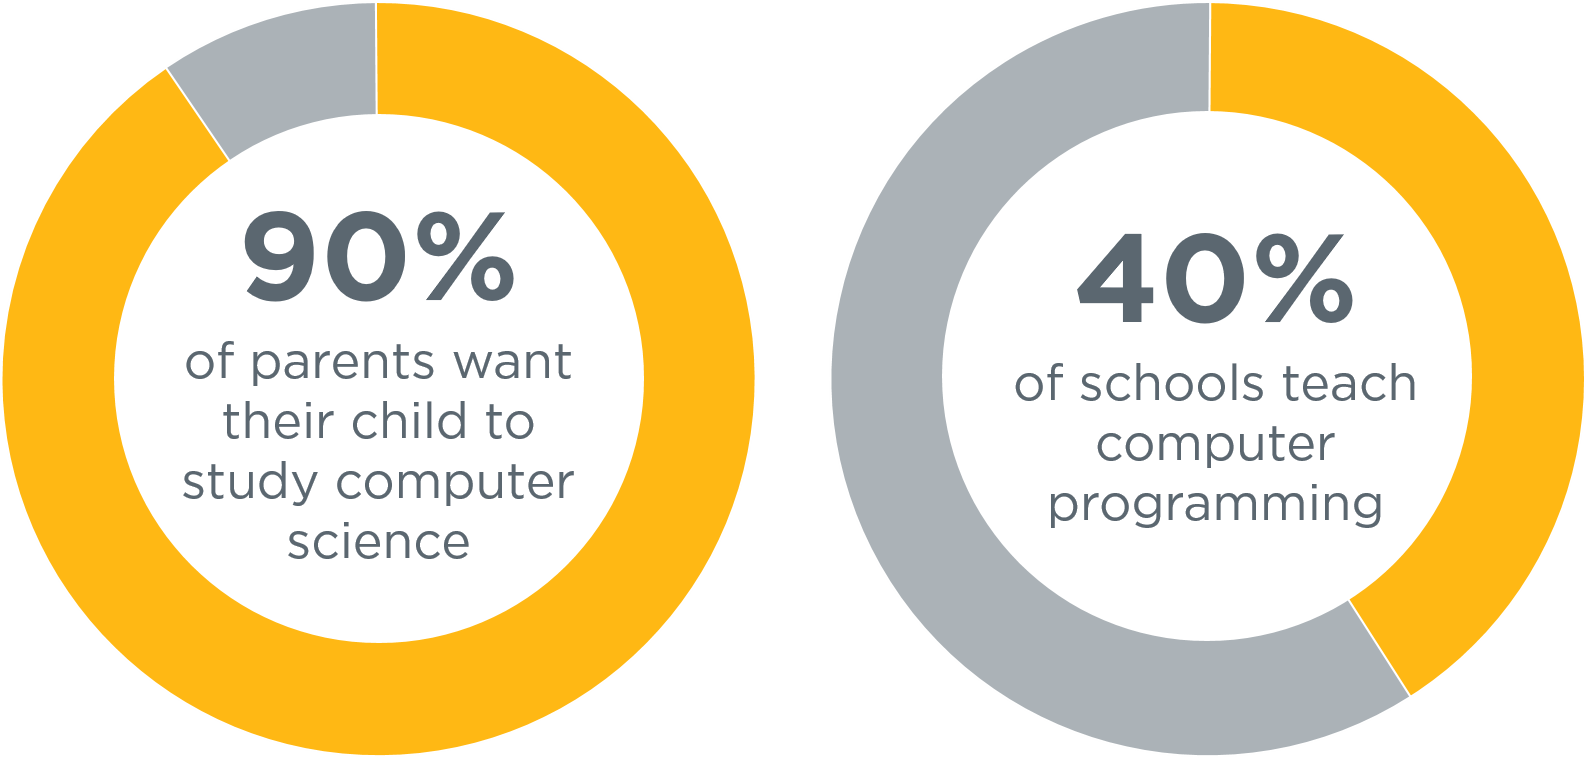 90%
of parents want
their child to
study computer
science
40%
of schools teach
computer
programming